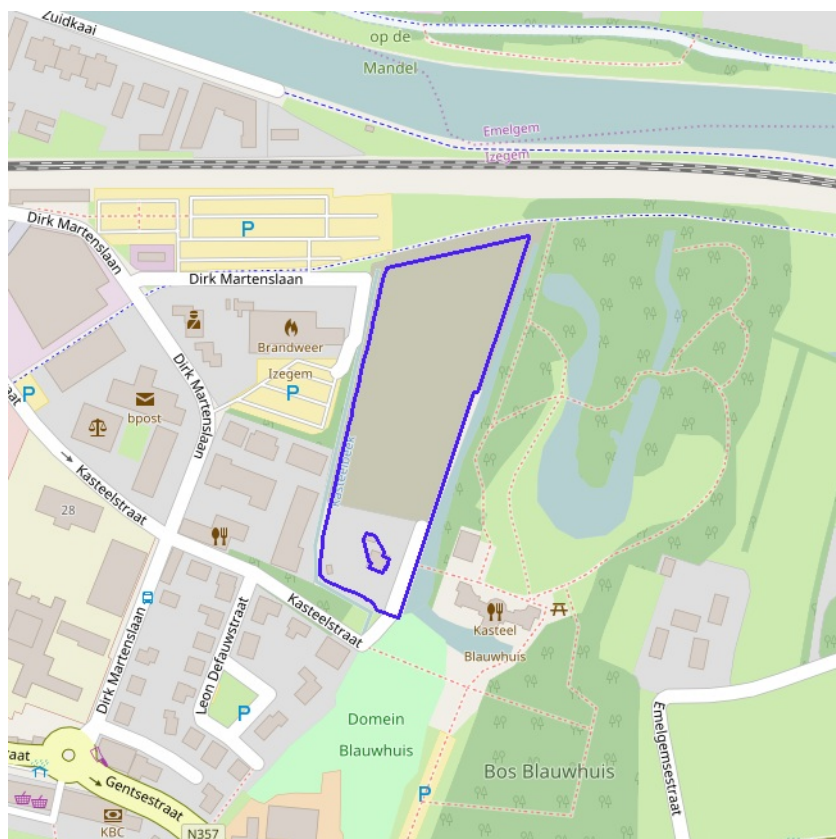 Zuidkaai
op de
Mandel
Emelgem
Izegem
Dirk Martenslaan
P
Dirk Martenslaan
Brandweer
Izegem
P
Dirk Martenslaan
P
bpost
Kasteelbeek
Kasteelstraat
28
Kasteelstraat
Kasteel
Blauwhuis
Dirk Martenslaan
Leon Defauwstraat
P
Domein
Blauwhuis
Emelgemsestraat
Bos Blauwhuis
P
Gentsestraat
KBC
N357